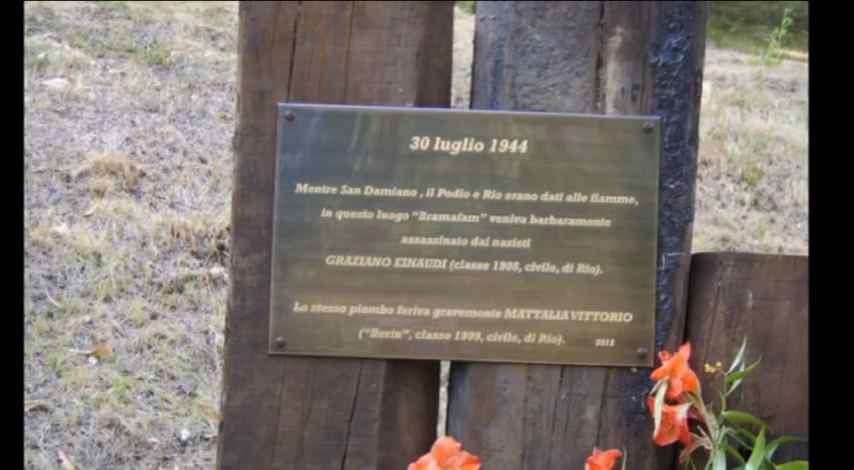 30 luglio 1944
Mentre San Damiano , il Podio e Rio erano dati alle fiamme,
in questo luogo "Bramafam" veniva barbaramente
assassinato dai nazisti
GRAZIANO EINAUDI (classe 1908, civile, di Rio).
Lo stesso piombo feriva gravemente MATTALIA VITTORIO
("Bertu", classe 1909, civile, di Rio). 2012